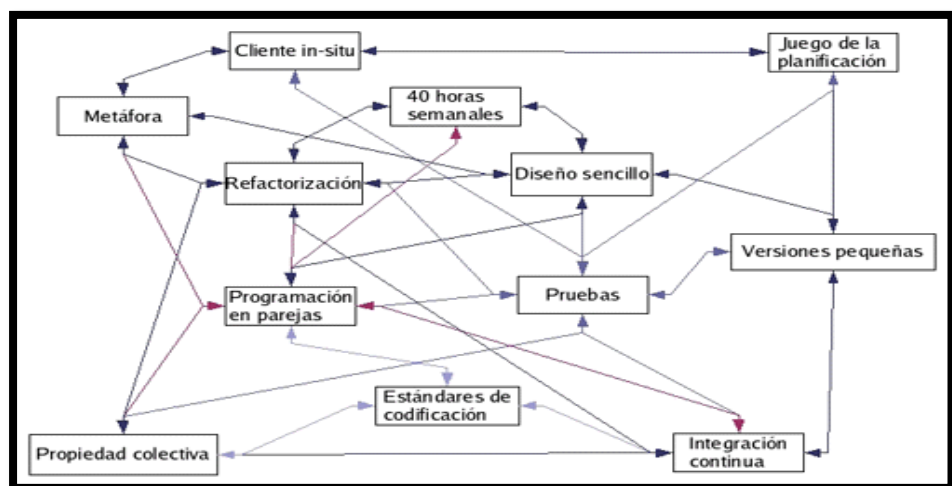 Cliente in-situ
Juego de la
planificación
40 horas
semanales
Metáfora
Refactorización
Diseño sencillo
Versiones pequeñas
Programación
en parejas
Pruebas
Estándares de
codificación
Propiedad colectiva
Integración
continua